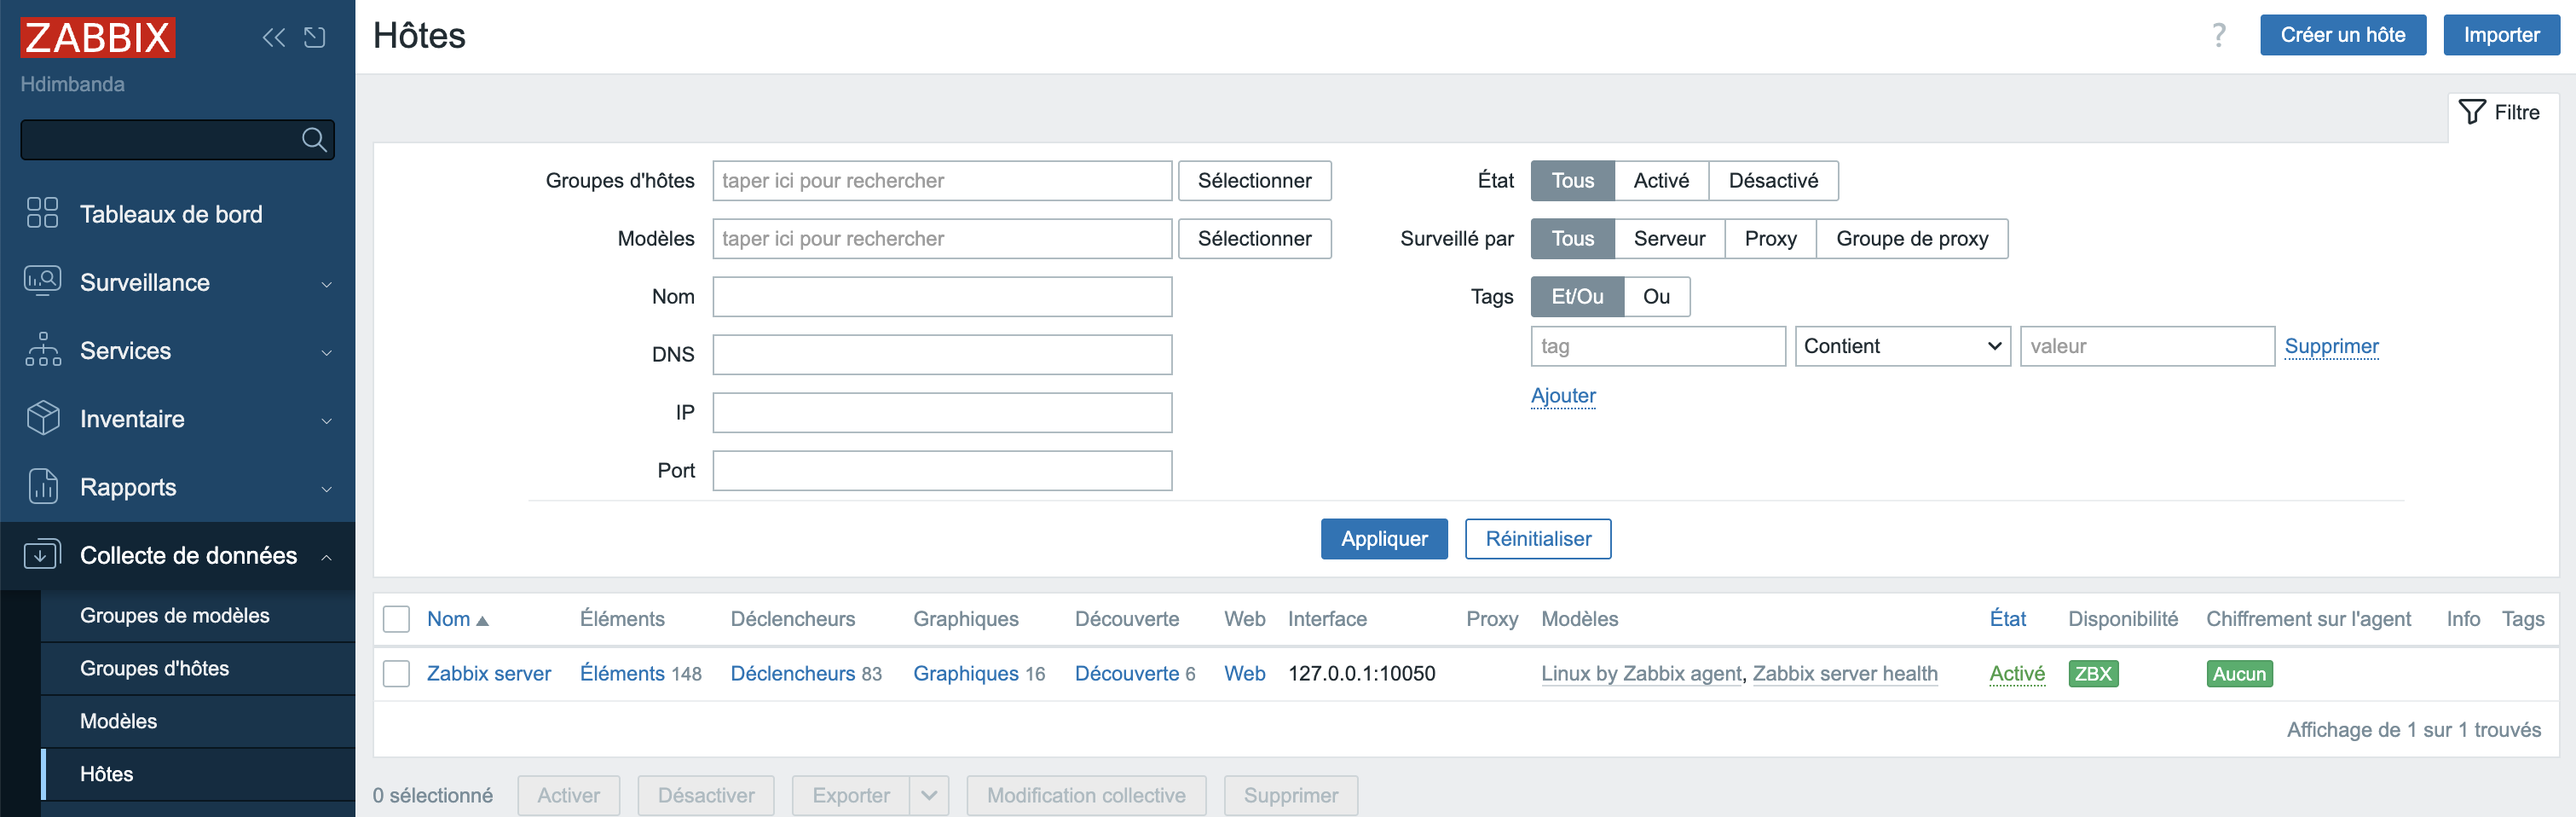 ZABBIX
Hdimbanda
Tableaux de bord
Surveillance
Services
Inventaire
Rapports
Collecte de données
Groupes de modèles
Groupes d'hôtes
Modèles
Hôtes
Hôtes
? Créer un hôte Importer
Filtre
Groupes d'hôtes taper ici pour rechercher Sélectionner
Modèles taper ici pour rechercher Sélectionner
Nom
DNS
IP
Port
État Tous Activé Désactivé
Surveillé par Tous Serveur Proxy Groupe de proxy
Tags Et/Ou Ou
tag Contient valeur Supprimer
Ajouter
Appliquer Réinitialiser
Nom Éléments Déclencheurs Graphiques Découverte Web Interface Proxy Modèles État Disponibilité Chiffrement sur l'agent Info Tags
Zabbix server Éléments 148 Déclencheurs 83 Graphiques 16 Découverte 6 Web 127.0.0.1:10050 Linux by Zabbix agent, Zabbix server health Activé ZBX Aucun
Affichage de 1 sur 1 trouvés
0 sélectionné Activer Désactiver Exporter Modification collective Supprimer